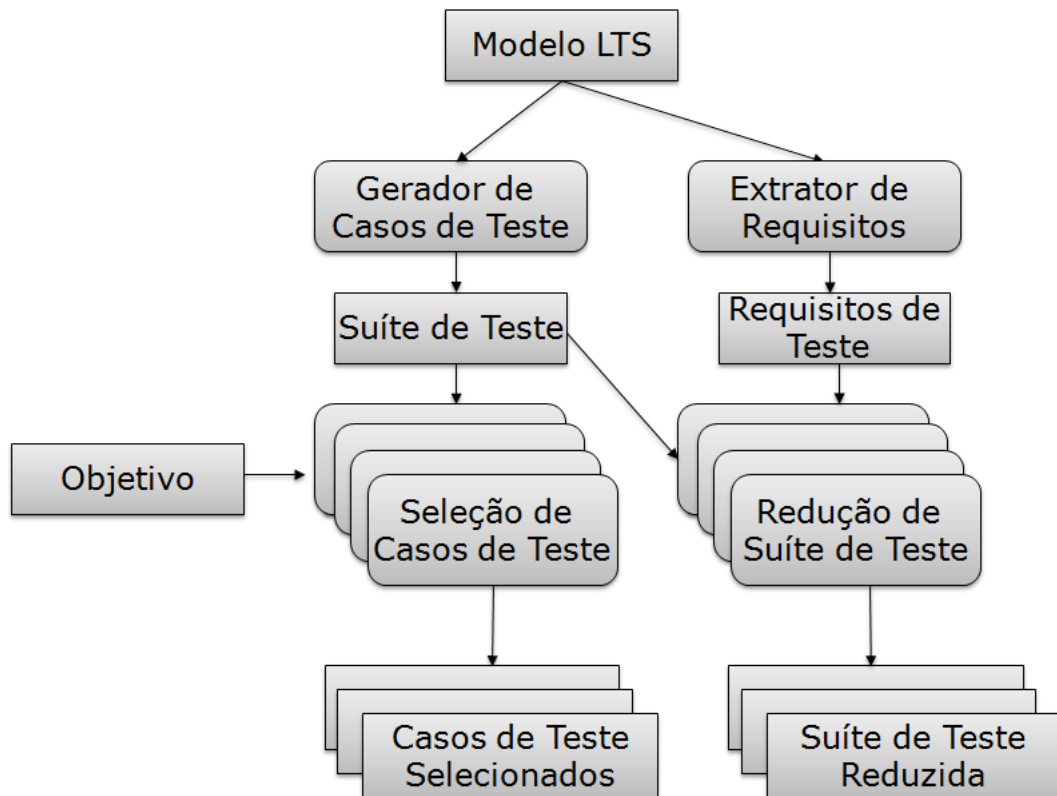 Modelo LTS
Gerador de
Casos de Teste
Extrator de
Requisitos
Suíte de Teste
Requisitos de
Teste
Objetivo
Seleção de
Casos de Teste
Redução de
Suíte de Teste
Casos de Teste
Selecionados
Suíte de Teste
Reduzida